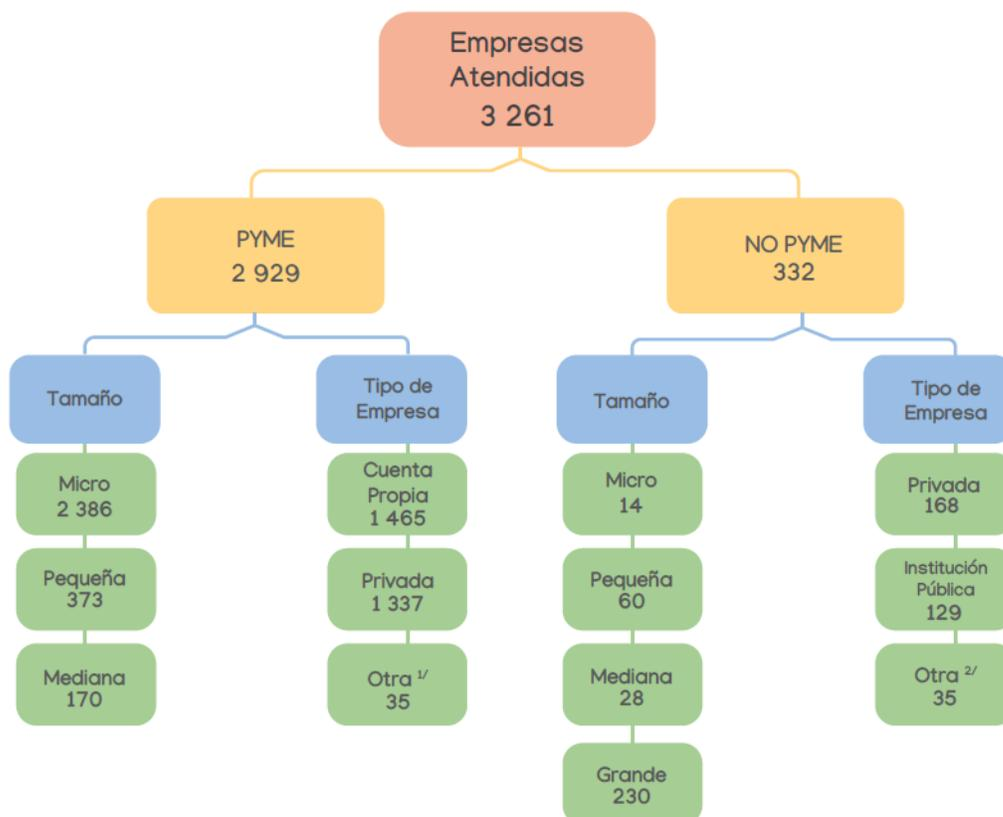 Empresas
Atendidas
3 261
PYME
2 929
NO PYME
332
Tamaño
Tipo de
Empresa
Tamaño
Tipo de
Empresa
Micro
2 386
Pequeña
373
Mediana
170
Cuenta
Propia
1 465
Privada
1 337
Otra 1/
35
Micro
14
Pequeña
60
Mediana
28
Grande
230
Privada
168
Institución
Pública
129
Otra 2/
35